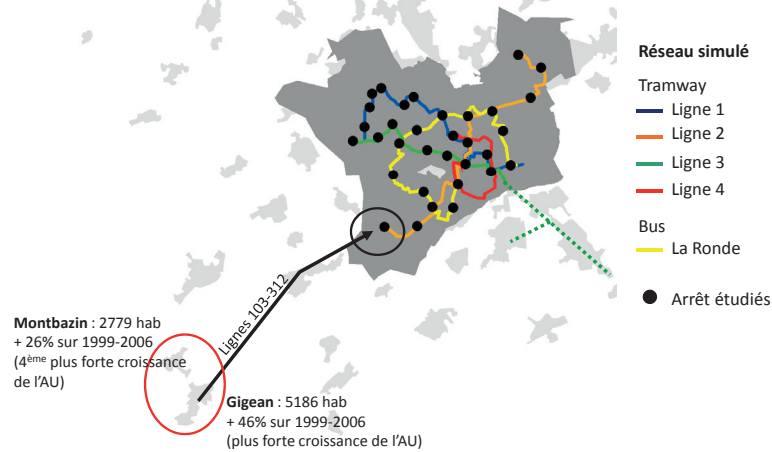 Réseau simulé
Tramway
Ligne 1
Ligne 2
Ligne 3
Ligne 4
Bus
La Ronde
Arrêt étudiés
Lignes 103-312
Montbazin : 2779 hab
+ 26% sur 1999-2006
(4ème plus forte croissance
de l’AU)
Gigean : 5186 hab
+ 46% sur 1999-2006
(plus forte croissance de l’AU)